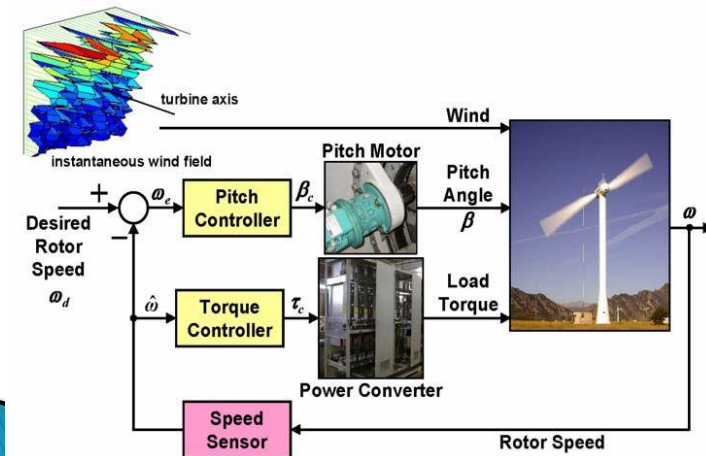 turbine axis
instantaneous wind field
Wind
Pitch Motor
+
ωe
Pitch
Controller
βc
Pitch
Angle
β
ω
−
Desired
Rotor
Speed
ωd
ω̂
Torque
Controller
τc
Load
Torque
Power Converter
Speed
Sensor
Rotor Speed